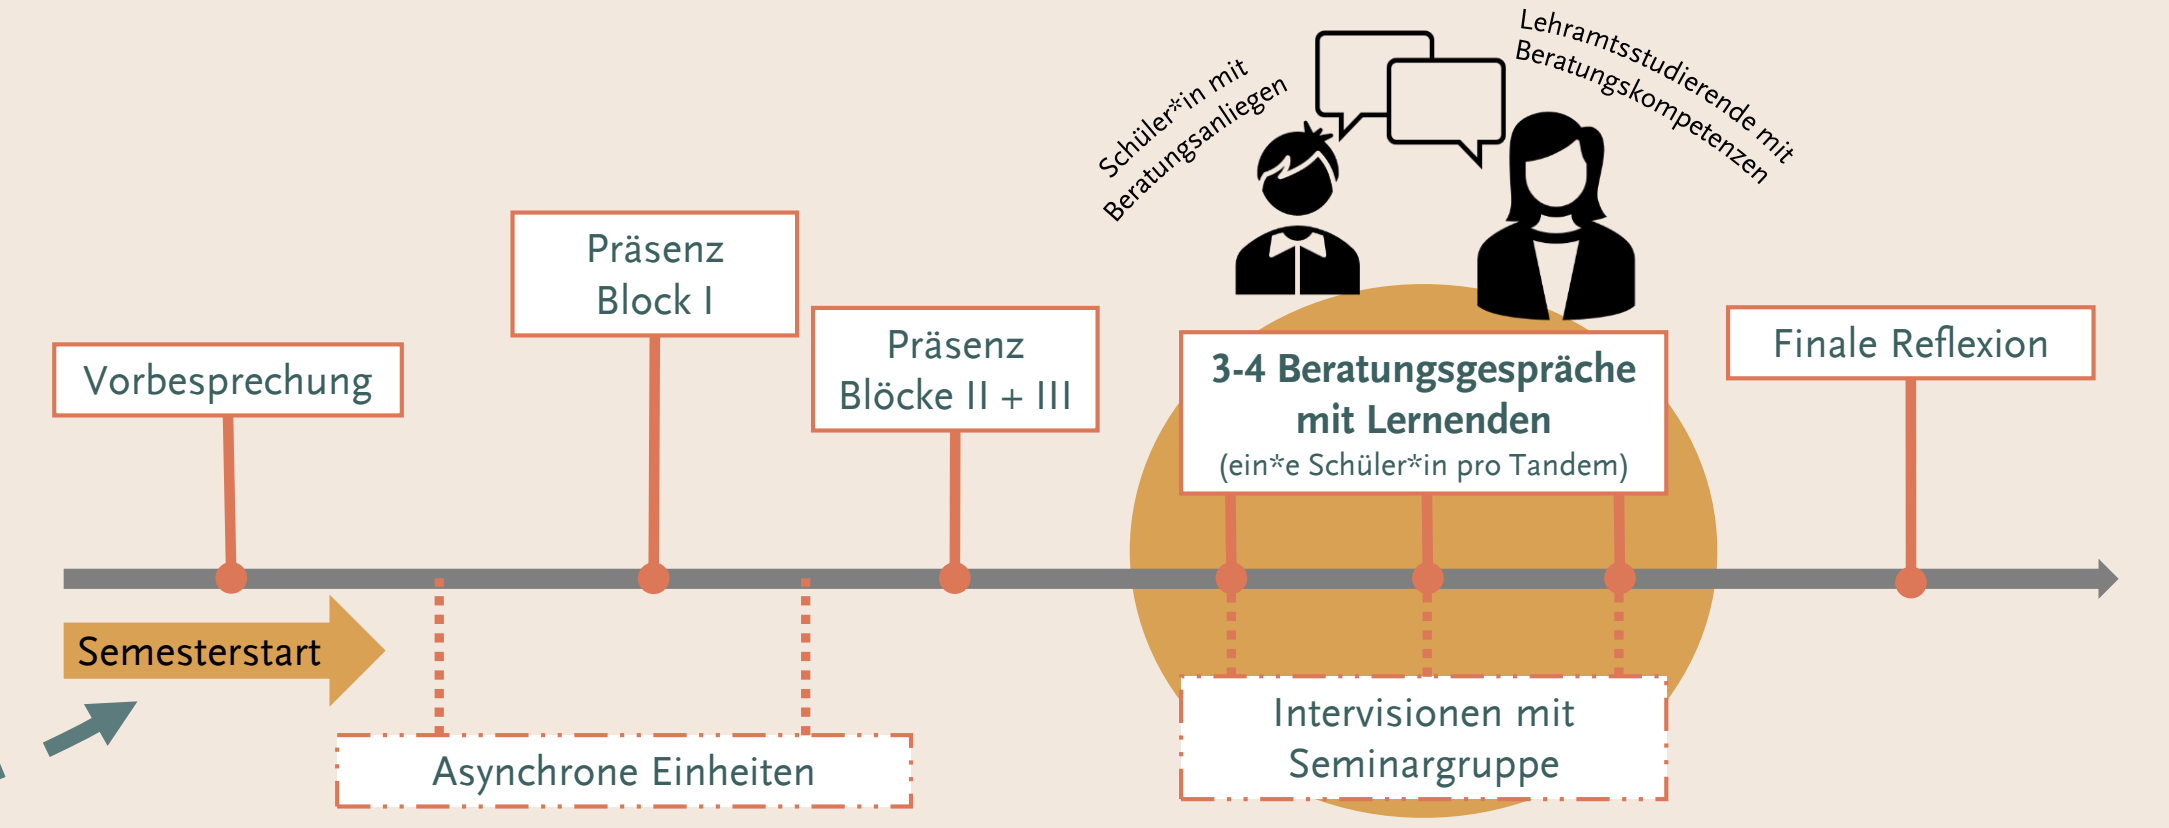 Schüler*in mit
Beratungsanliegen
Lehramtsstudierende mit
Beratungskompetenzen
Vorbesprechung
Präsenz
Block I
Präsenz
Blöcke II + III
3-4 Beratungsgespräche
mit Lernenden
(ein*e Schüler*in pro Tandem)
Finale Reflexion
Semesterstart
Asynchrone Einheiten
Intervisionen mit
Seminargruppe